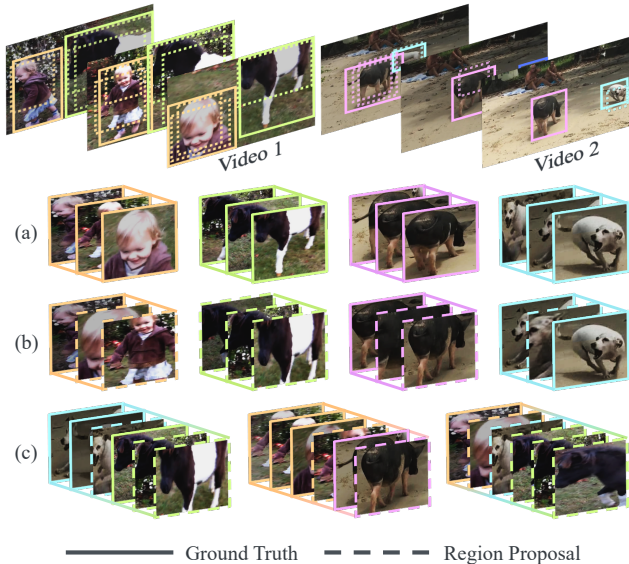 Video 1
Video 2
(a)
(b)
(c)
Ground Truth
Region Proposal